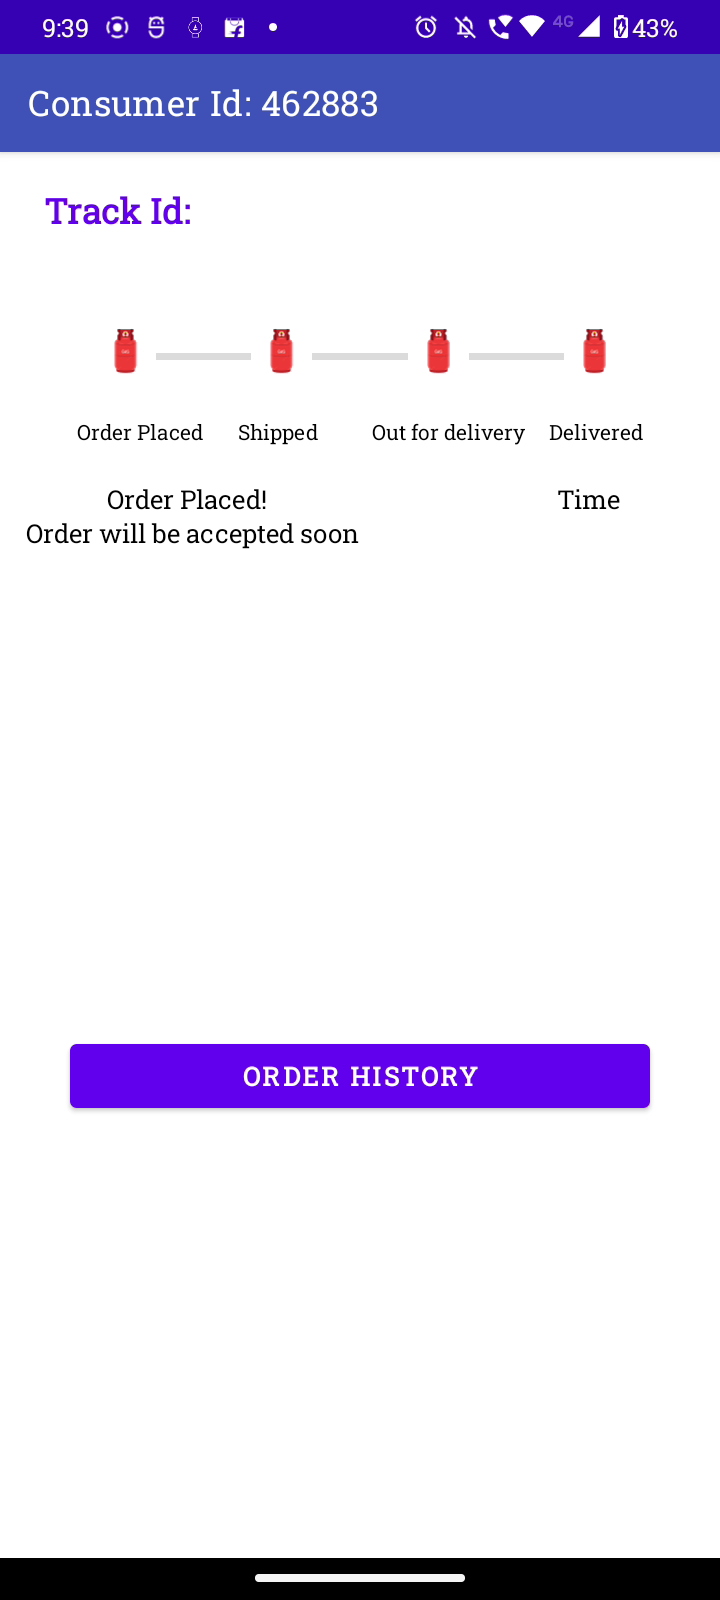 9:39 4G 43%
Consumer Id: 462883
Track Id:
Order Placed Shipped Out for delivery Delivered
Order Placed! Time
Order will be accepted soon
ORDER HISTORY